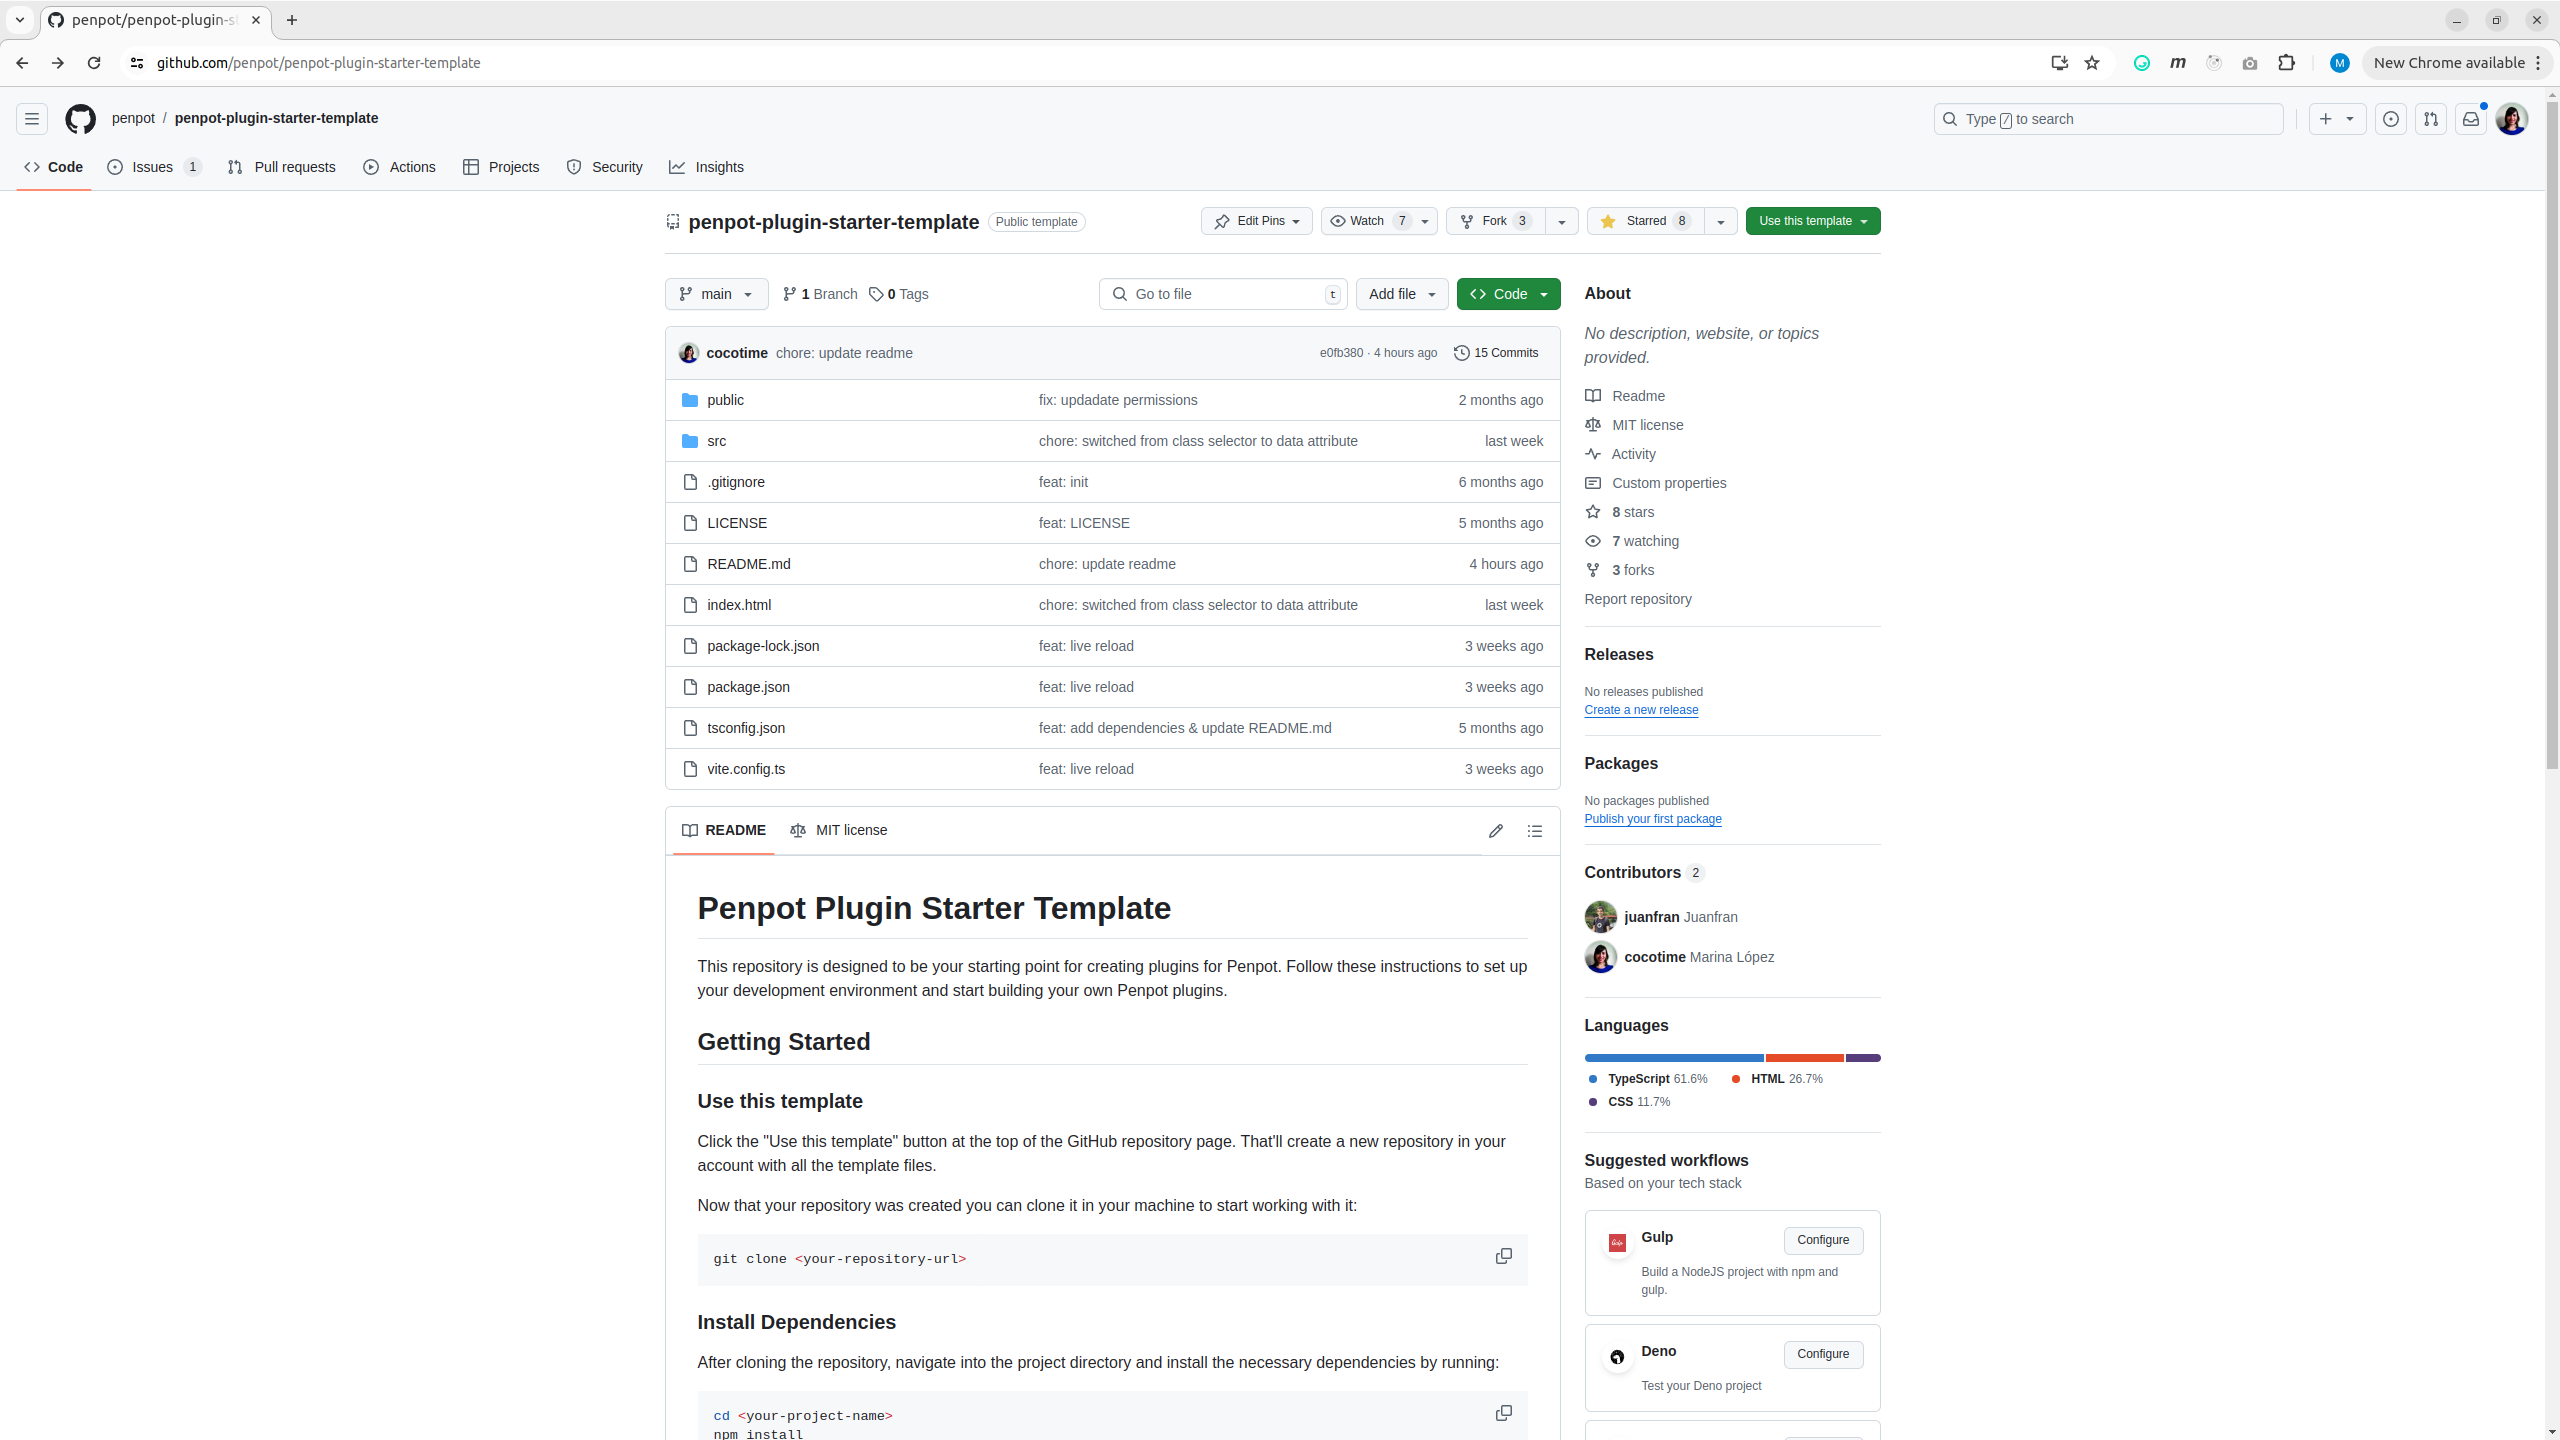 penpot/penpot-plugin-st
github.com/penpot/penpot-plugin-starter-template
M
New Chrome available
penpot / penpot-plugin-starter-template
Type / to search
Code
Issues 1
Pull requests
Actions
Projects
Security
Insights
penpot-plugin-starter-template Public template
Edit Pins
Watch 7
Fork 3
Starred 8
Use this template
main
1 Branch
0 Tags
Go to file t
Add file
Code
cocotime chore: update readme e0fb380 · 4 hours ago 15 Commits
public fix: updadate permissions 2 months ago
src chore: switched from class selector to data attribute last week
.gitignore feat: init 6 months ago
LICENSE feat: LICENSE 5 months ago
README.md chore: update readme 4 hours ago
index.html chore: switched from class selector to data attribute last week
package-lock.json feat: live reload 3 weeks ago
package.json feat: live reload 3 weeks ago
tsconfig.json feat: add dependencies & update README.md 5 months ago
vite.config.ts feat: live reload 3 weeks ago
README
MIT license
Penpot Plugin Starter Template
This repository is designed to be your starting point for creating plugins for Penpot. Follow these instructions to set up
your development environment and start building your own Penpot plugins.
Getting Started
Use this template
Click the "Use this template" button at the top of the GitHub repository page. That'll create a new repository in your
account with all the template files.
Now that your repository was created you can clone it in your machine to start working with it:
git clone <your-repository-url>
Install Dependencies
After cloning the repository, navigate into the project directory and install the necessary dependencies by running:
cd <your-project-name>
npm install
About
No description, website, or topics
provided.
Readme
MIT license
Activity
Custom properties
8 stars
7 watching
3 forks
Report repository
Releases
No releases published
Create a new release
Packages
No packages published
Publish your first package
Contributors 2
juanfran Juanfran
cocotime Marina López
Languages
TypeScript 61.6%
HTML 26.7%
CSS 11.7%
Suggested workflows
Based on your tech stack
Gulp
Configure
Build a NodeJS project with npm and
gulp.
Deno
Configure
Test your Deno project